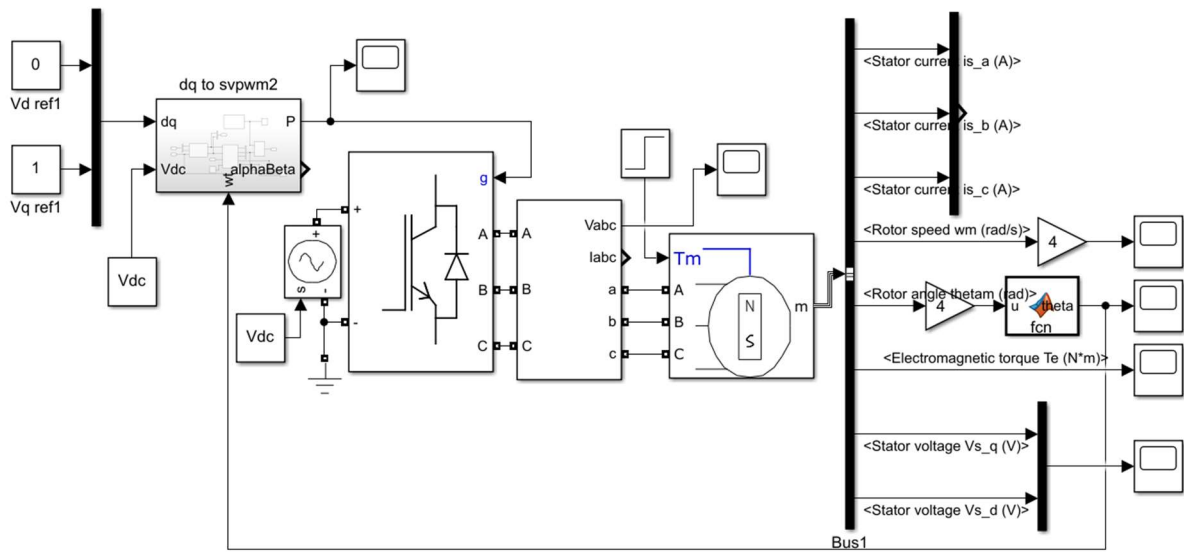 0
Vd ref1
1
Vq ref1
dq to svpwm2
dq
P
Vdc
alphaBeta
wt
Vdc
Vdc
+
s
-
+
-
g
A
B
C
A
B
C
Vabc
Iabc
a
b
c
Tm
A
B
C
N
S
m
Bus1
<Stator current is_a (A)>
<Stator current is_b (A)>
<Stator current is_c (A)>
<Rotor speed wm (rad/s)>
4
<Rotor angle thetam (rad)>
4
u
theta
fcn
<Electromagnetic torque Te (N*m)>
<Stator voltage Vs_q (V)>
<Stator voltage Vs_d (V)>